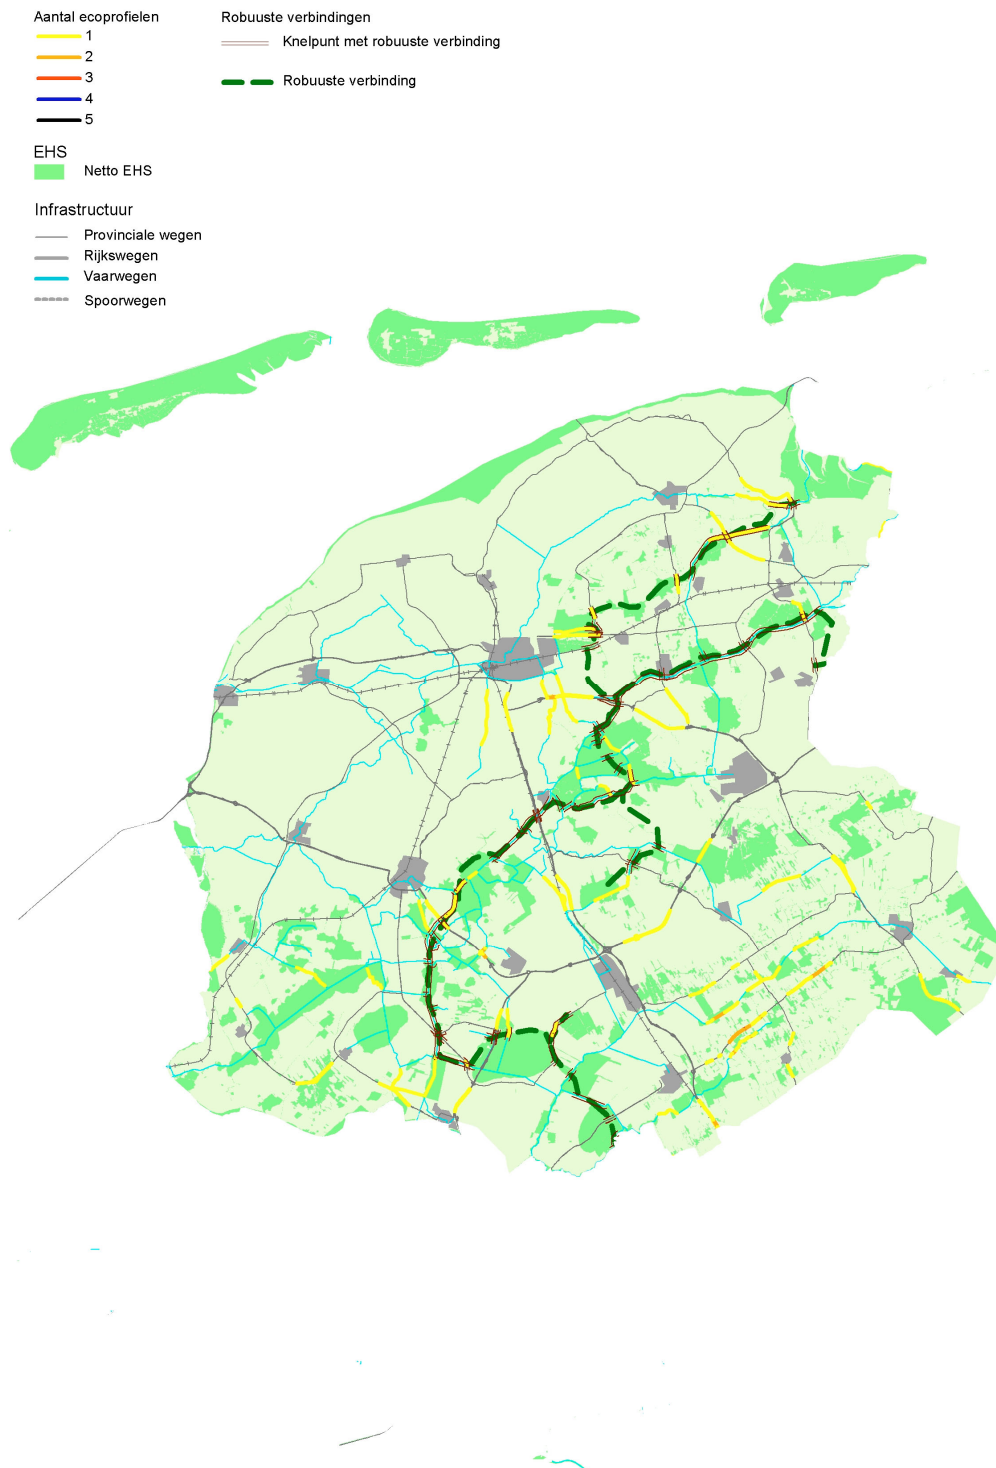 Aantal ecoprofielen
1
2
3
4
5
Robuuste verbindingen
Knelpunt met robuuste verbinding
Robuuste verbinding
EHS
Netto EHS
Infrastructuur
Provinciale wegen
Rijkswegen
Vaarwegen
Spoorwegen